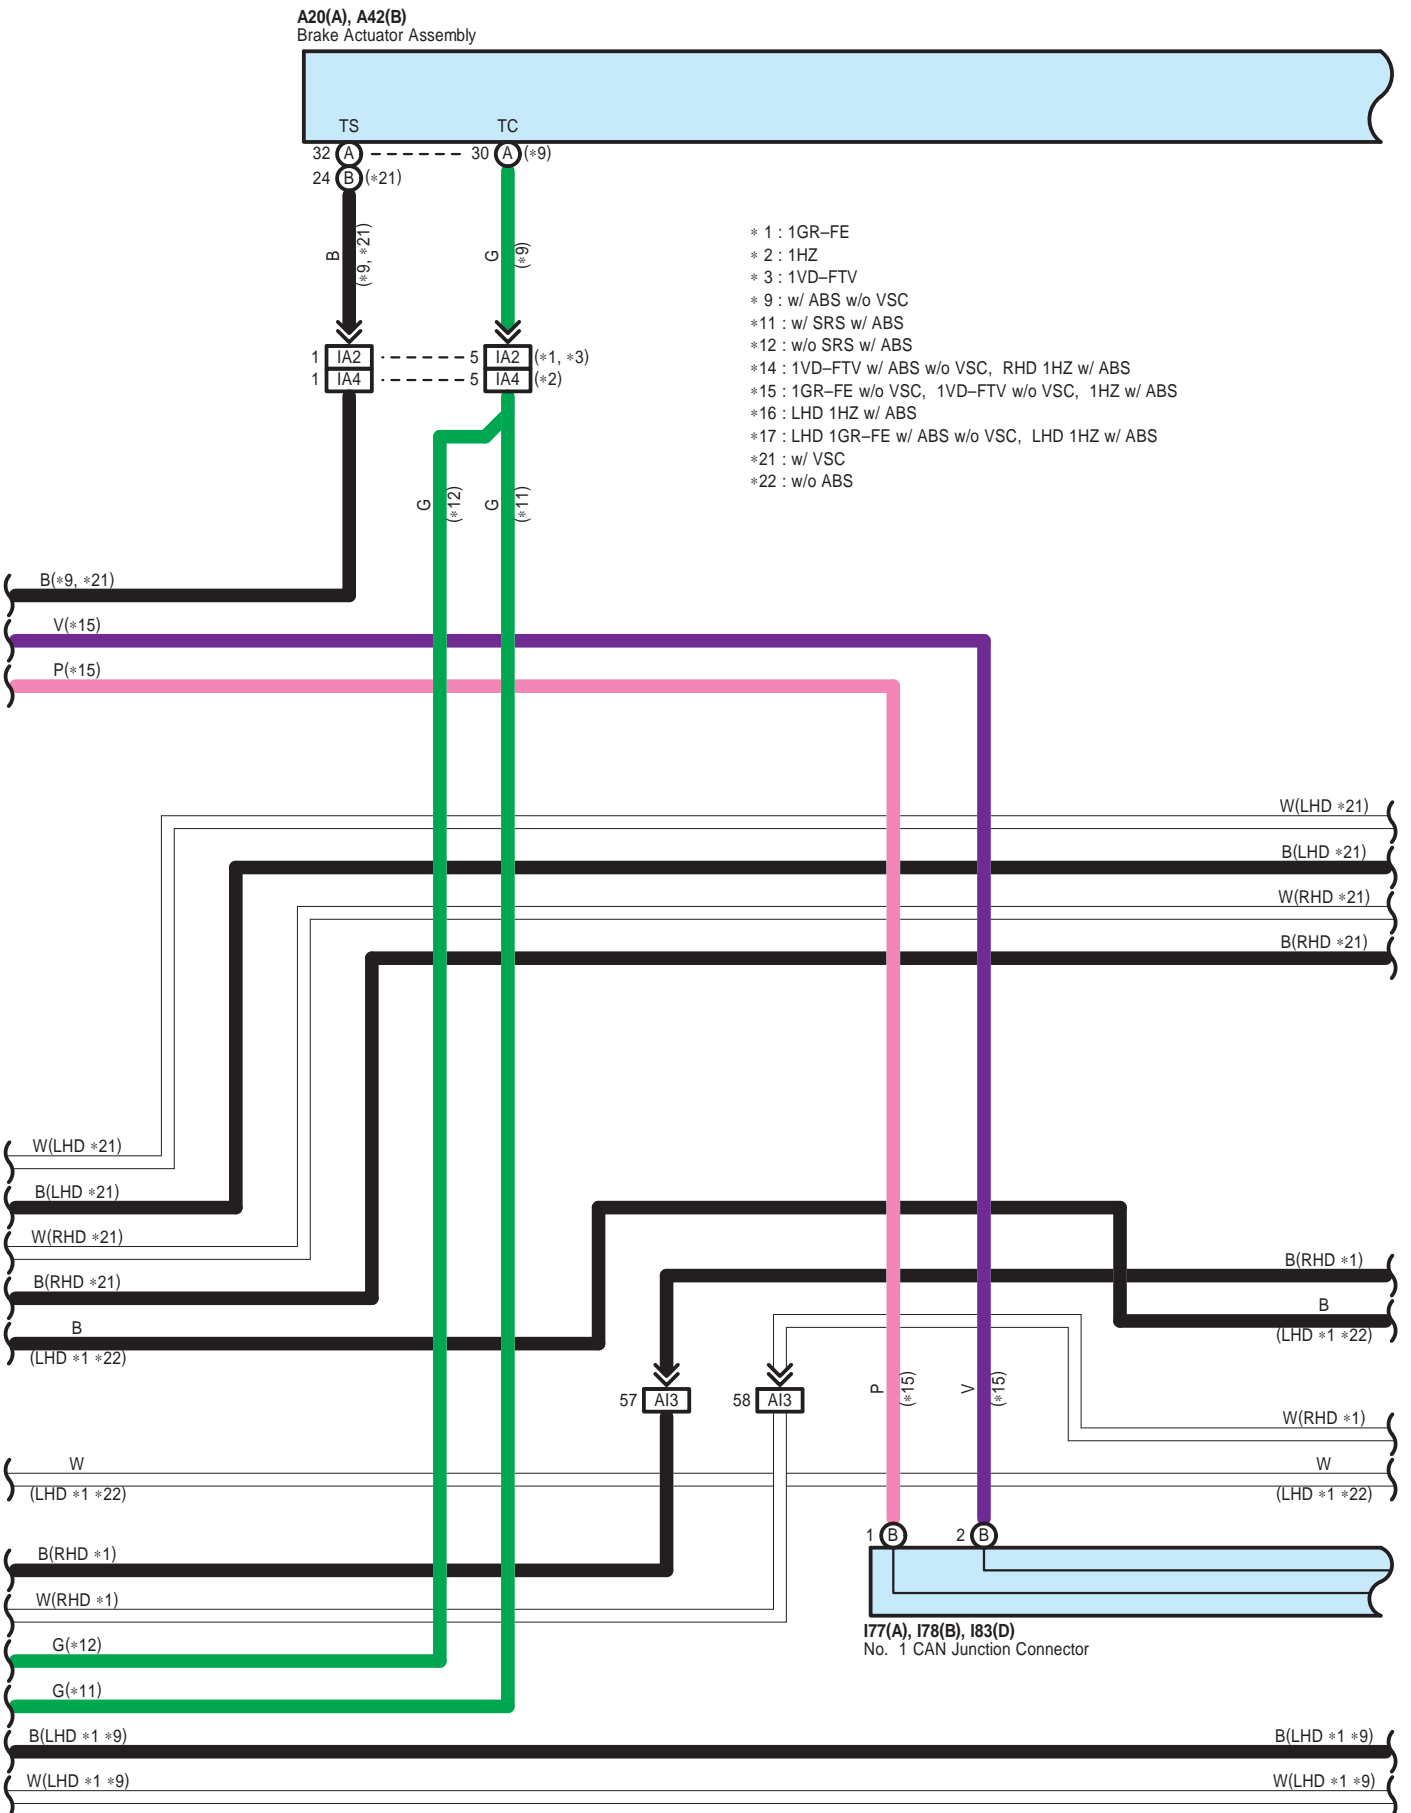 A20(A), A42(B)
Brake Actuator Assembly
TS TC
32 A 30 A (∗9)
24 B (∗21)
B (∗9, ∗21) G (∗9)
∗ 1 : 1GR–FE
∗ 2 : 1HZ
∗ 3 : 1VD–FTV
∗ 9 : w/ ABS w/o VSC
∗11 : w/ SRS w/ ABS
∗12 : w/o SRS w/ ABS
∗14 : 1VD–FTV w/ ABS w/o VSC, RHD 1HZ w/ ABS
∗15 : 1GR–FE w/o VSC, 1VD–FTV w/o VSC, 1HZ w/ ABS
∗16 : LHD 1HZ w/ ABS
∗17 : LHD 1GR–FE w/ ABS w/o VSC, LHD 1HZ w/ ABS
∗21 : w/ VSC
∗22 : w/o ABS
1 IA2 5 IA2 (∗1, ∗3)
1 IA4 5 IA4 (∗2)
G (∗12) G (∗11)
B(∗9, ∗21)
V(∗15)
P(∗15)
W(LHD ∗21)
B(LHD ∗21)
W(RHD ∗21)
B(RHD ∗21)
W(LHD ∗21)
B(LHD ∗21)
W(RHD ∗21)
B(RHD ∗21)
B
(LHD ∗1 ∗22)
B(RHD ∗1)
B
(LHD ∗1 ∗22)
57 AI3 58 AI3 P (∗15) V (∗15)
W(RHD ∗1)
W
(LHD ∗1 ∗22)
W
(LHD ∗1 ∗22)
1 B 2 B
B(RHD ∗1)
W(RHD ∗1)
I77(A), I78(B), I83(D)
No. 1 CAN Junction Connector
G(∗12)
G(∗11)
B(LHD ∗1 ∗9) B(LHD ∗1 ∗9)
W(LHD ∗1 ∗9) W(LHD ∗1 ∗9)